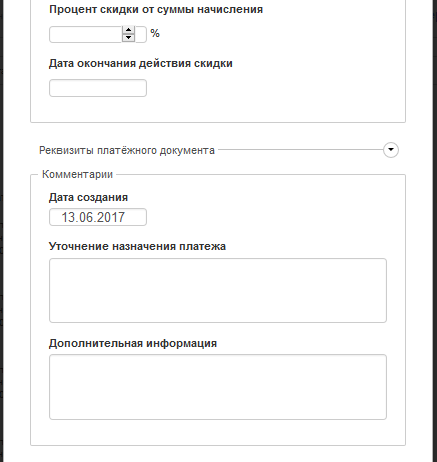 Процент скидки от суммы начисления
%
Дата окончания действия скидки
Реквизиты платёжного документа
Комментарии
Дата создания
13.06.2017
Уточнение назначения платежа
Дополнительная информация